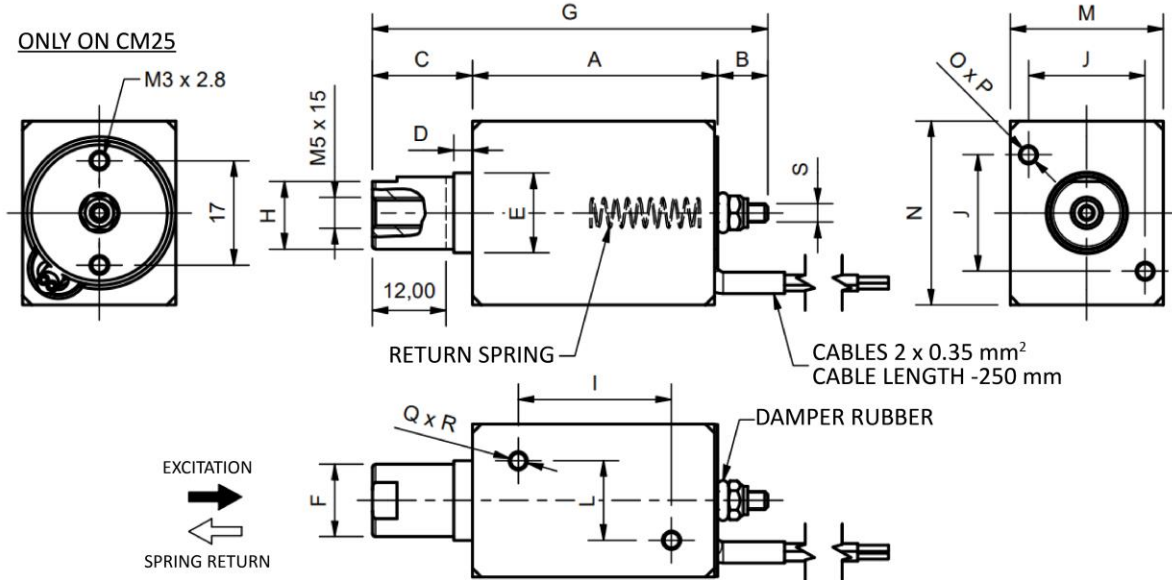 ONLY ON CM25
M3 x 2.8
17
G
C
A
B
D
M5 x 15
H
E
S
12,00
RETURN SPRING
CABLES 2 x 0.35 mm²
CABLE LENGTH -250 mm
M
J
O x P
N
J
I
Q x R
DAMPER RUBBER
F
L
EXCITATION
SPRING RETURN